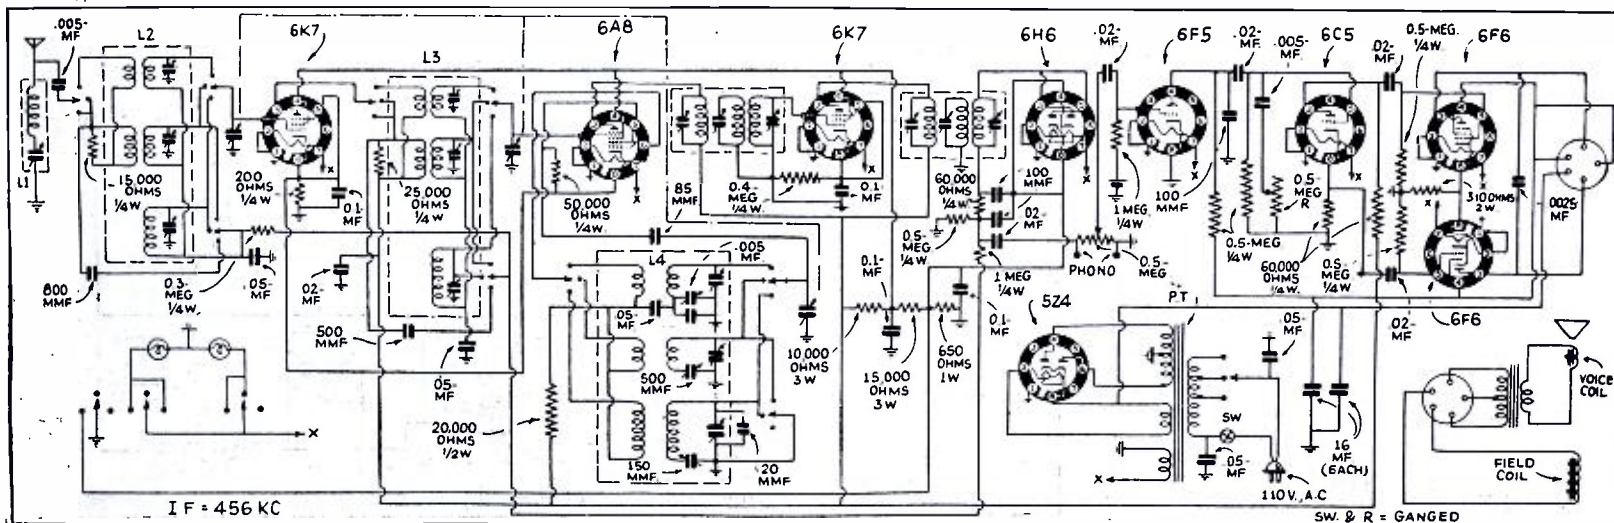 .005-
MF
L2
6K7
L3
6A8
6K7
6H6
.02-
MF
6F5
.02-
MF.
.005-
MF
6C5
.02-
MF
0.5-MEG.
1/4W.
6F6
L1
15,000
OHMS
1/4W.
200
OHMS
1/4W.
0.1-
MF
X
25,000
OHMS
1/4W
50,000
OHMS
1/4W
85
MMF
0.4-
MEG
1/4W.
0.1-
MF
X
60,000
OHMS
1/4W.
100
MMF
.02
MF
0.5-
MEG
1/4W.
1 MEG
1/4W.
X
100
MMF
X
0.5-MEG
1/4W
0.5-
MEG
R
X
60,000
OHMS
1/4W.
0.5-
MEG
1/4W
310 OHMS
2W
X
.0025-
MF
800
MMF
0.3-
MEG
1/4W
.05-
MF
.02-
MF
500
MMF
.05-
MF
L4
.005
MF
.05-
MF
0.1-
MF
1 MEG
1/4W
PHONO
0.5-
MEG
0.1-
MF
5Z4
P.T
.05-
MF
.02-
MF
6F6
10,000
OHMS
3 W
15,000
OHMS
3 W
650
OHMS
1W
20,000
OHMS
1/2W
500
MMF
150
MMF
20
MMF
X
X
SW
.05-
MF
110 V., A.C
16
MF
(EACH)
VOICE
COIL
FIELD
COIL
I F = 456 KC
SW. & R = GANGED